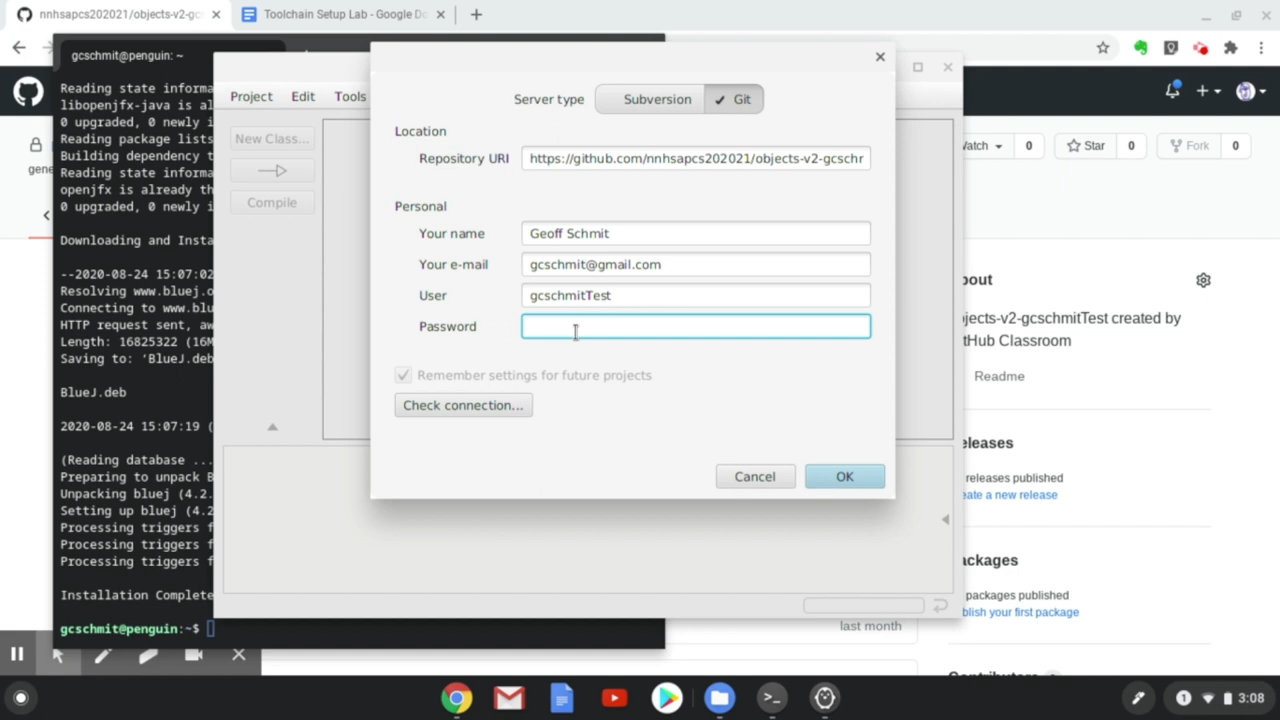 nnhsapcs202021/objects-v2-gc
Toolchain Setup Lab - Google Do
gcschmit@penguin: ~
Reading state informa
libopenjfx-java is al
0 upgraded, 0 newly i
Reading package lists
Building dependency t
Reading state informa
openjfx is already th
0 upgraded, 0 newly i
Downloading and Insta
--2020-08-24 15:07:02
Resolving www.bluej.o
Connecting to www.blu
HTTP request sent, aw
Length: 16825322 (16M
Saving to: 'BlueJ.deb
BlueJ.deb
2020-08-24 15:07:19 (
(Reading database ...
Preparing to unpack B
Unpacking bluej (4.2.
Setting up bluej (4.2
Processing triggers f
Processing triggers f
Processing triggers f
Installation Complete
gcschmit@penguin:~$
gene
Project Edit Tools
New Class...
Compile
Server type Subversion Git
Location
Repository URI https://github.com/nnhsapcs202021/objects-v2-gcschr
Personal
Your name Geoff Schmit
Your e-mail gcschmit@gmail.com
User gcschmitTest
Password
Remember settings for future projects
Check connection...
Cancel OK
Watch 0 Star 0 Fork 0
bout
bjects-v2-gcschmitTest created by
tHub Classroom
Readme
eleases
releases published
eate a new release
ackages
packages published
blish your first package
last month
Contributors
1 3:08